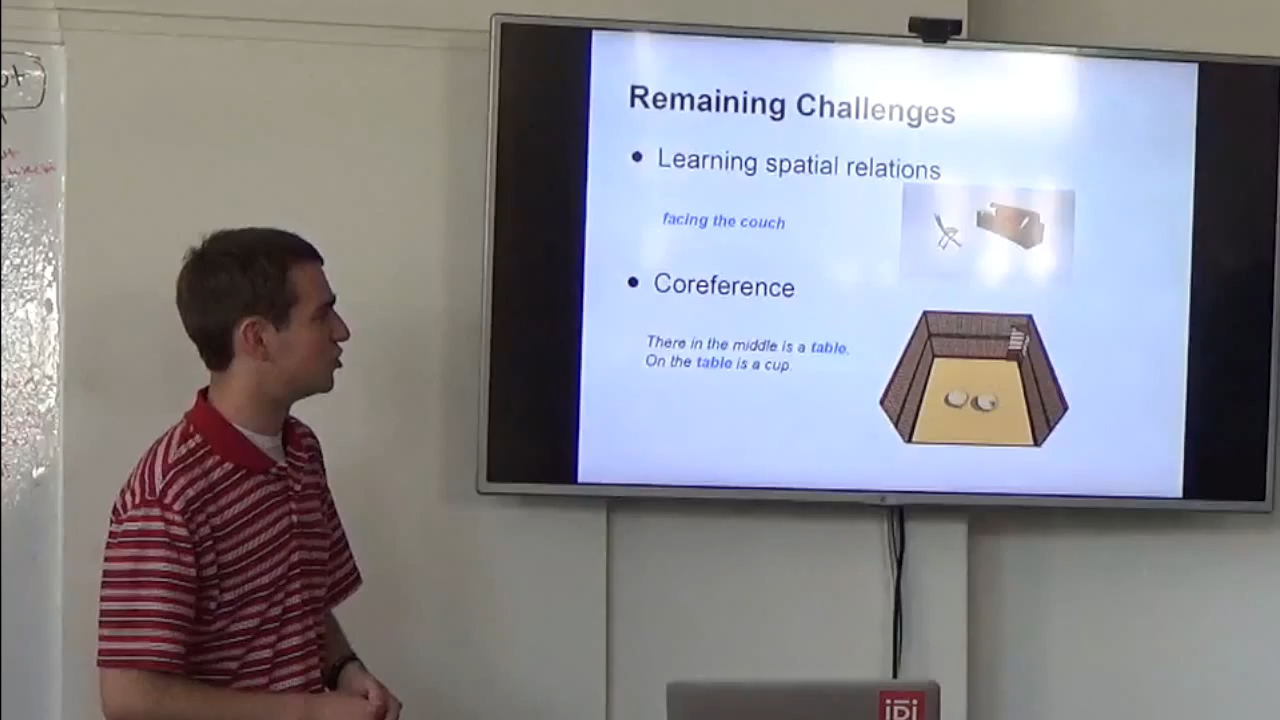 Remaining Challenges
Learning spatial relations
facing the couch
Coreference
There in the middle is a table.
On the table is a cup.